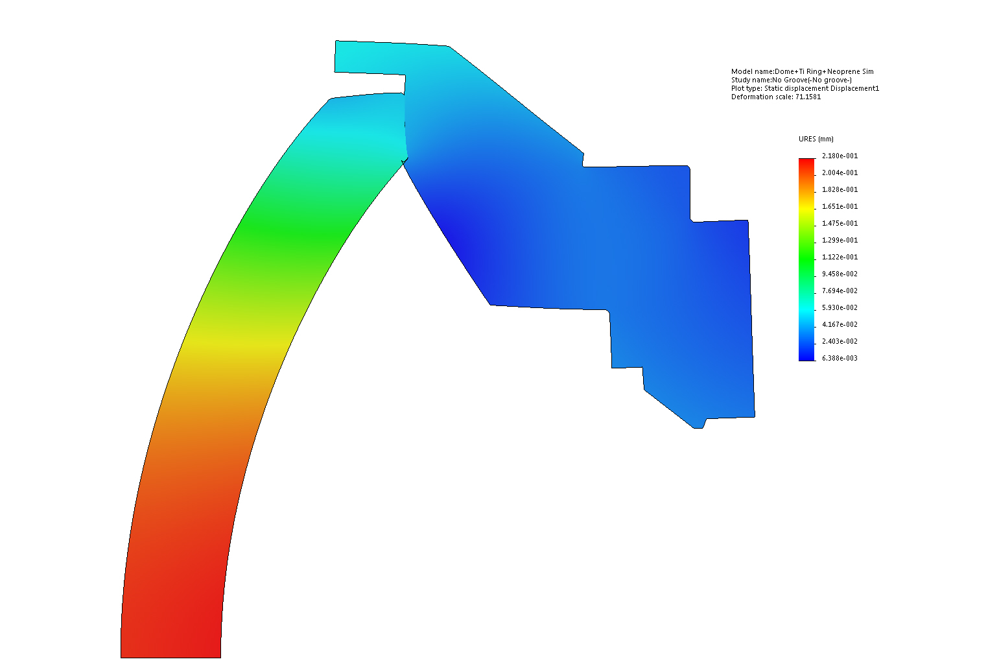 Model name:Dome+Ti Ring+Neoprene Sim
Study name:No Groove(-No groove-)
Plot type: Static displacement Displacement1
Deformation scale: 71.1581
URES (mm)
2.180e-001
2.004e-001
1.828e-001
1.651e-001
1.475e-001
1.299e-001
1.122e-001
9.458e-002
7.694e-002
5.930e-002
4.167e-002
2.403e-002
6.388e-003